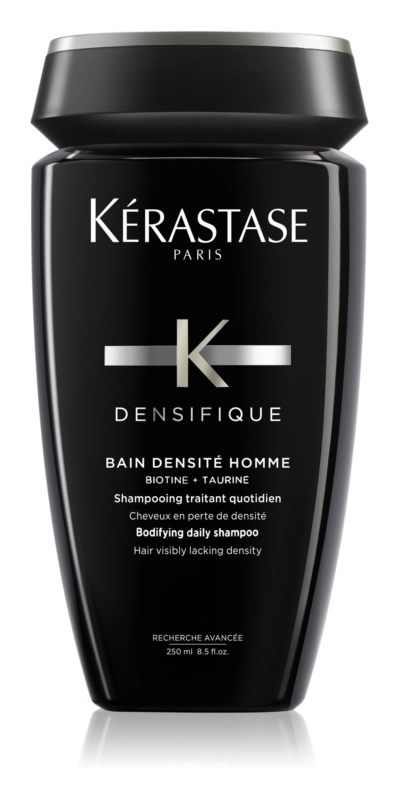 KÉRASTASE
PARIS
K
DENSIFIQUE
BAIN DENSITÉ HOMME
BIOTINE + TAURINE
Shampooing traitant quotidien
Cheveux en perte de densité
Bodifying daily shampoo
Hair visibly lacking density
RECHERCHE AVANCÉE
250 ml 8.5 fl.oz.